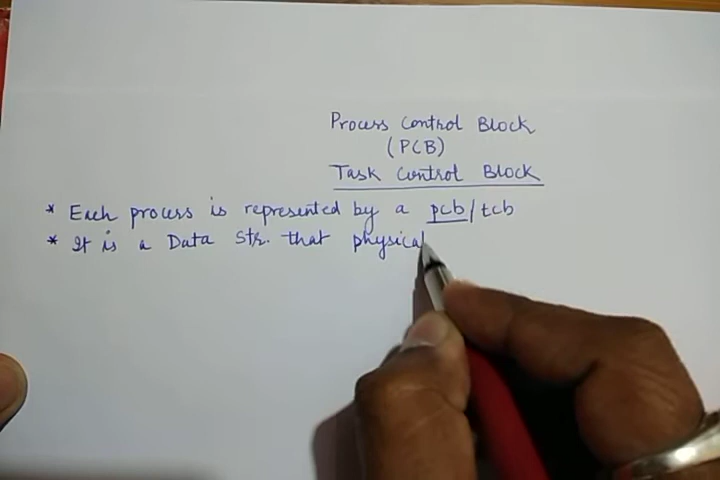 Process Control Block
(PCB)
Task Control Block
* Each process is represented by a pcb/tcb
* It is a Data Str. that physical